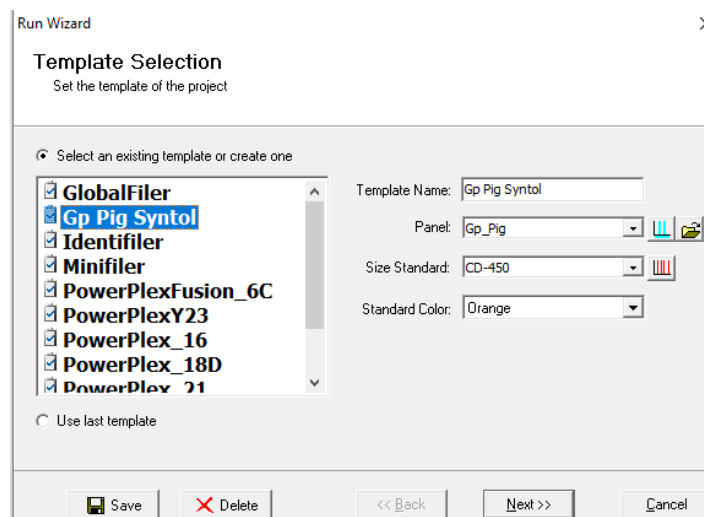 Run Wizard
Template Selection
Set the template of the project
Select an existing template or create one
GlobalFiler
Gp Pig Syntol
Identifiler
Minifiler
PowerPlexFusion_6C
PowerPlexY23
PowerPlex_16
PowerPlex_18D
PowerPlex_21
Template Name: Gp Pig Syntol
Panel: Gp_Pig
Size Standard: CD-450
Standard Color: Orange
Use last template
Save Delete << Back Next >> Cancel